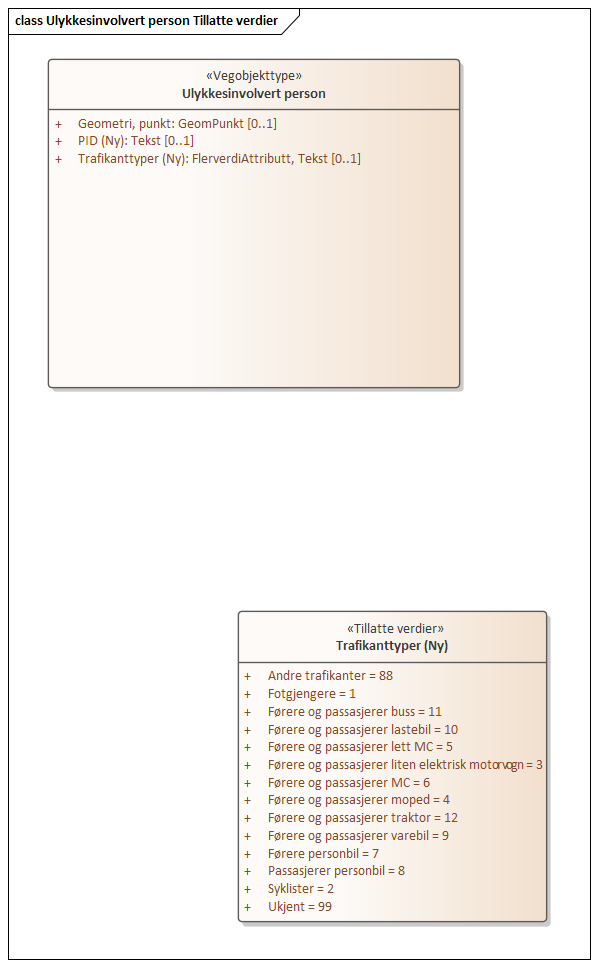 class Ulykkesinvolvert person Tillatte verdier
«Vegobjekttype»
Ulykkesinvolvert person
+ Geometri, punkt: GeomPunkt [0..1]
+ PID (Ny): Tekst [0..1]
+ Trafikanttyper (Ny): FlerverdiAttributt, Tekst [0..1]
«Tillatte verdier»
Trafikanttyper (Ny)
+ Andre trafikanter = 88
+ Fotgjengere = 1
+ Førere og passasjerer buss = 11
+ Førere og passasjerer lastebil = 10
+ Førere og passasjerer lett MC = 5
+ Førere og passasjerer liten elektrisk motorvogn = 3
+ Førere og passasjerer MC = 6
+ Førere og passasjerer moped = 4
+ Førere og passasjerer traktor = 12
+ Førere og passasjerer varebil = 9
+ Førere personbil = 7
+ Passasjerer personbil = 8
+ Syklister = 2
+ Ukjent = 99